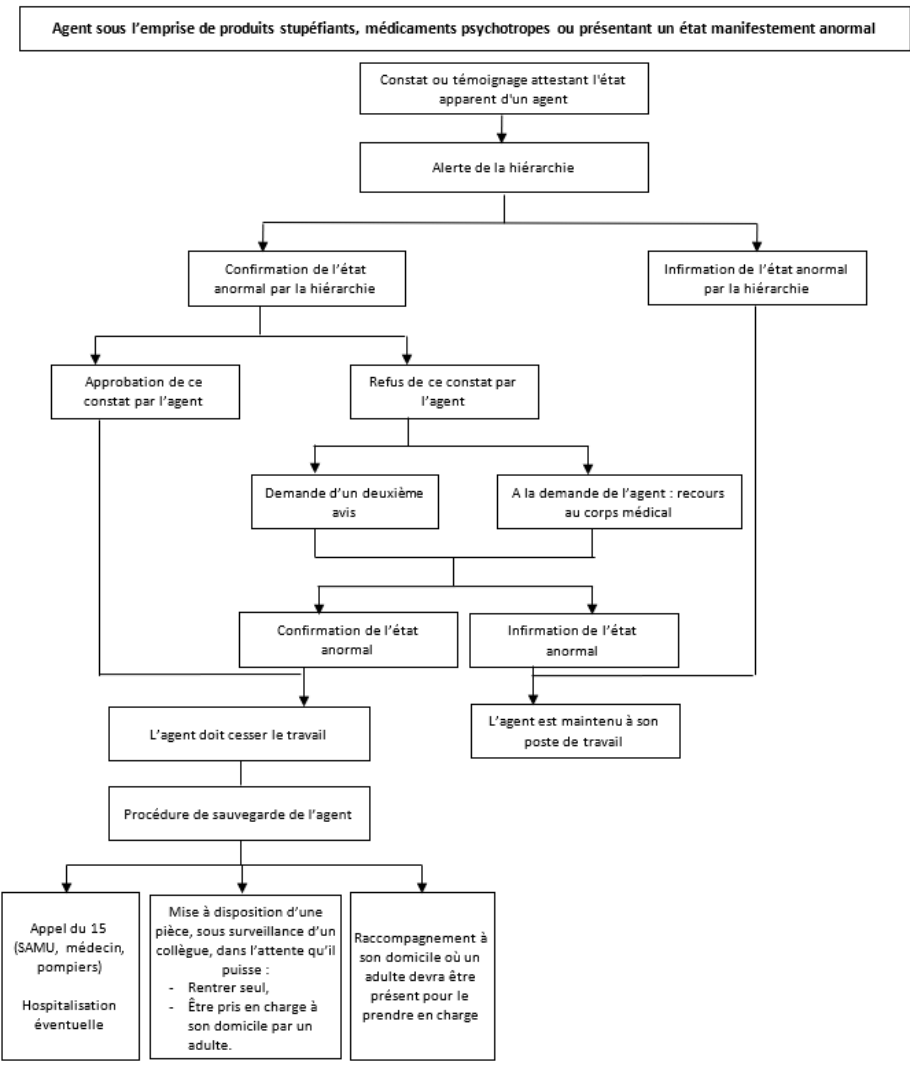 Agent sous l’emprise de produits stupéfiants, médicaments psychotropes ou présentant un état manifestement anormal
Constat ou témoignage attestant l'état
apparent d'un agent
Alerte de la hiérarchie
Confirmation de l’état
anormal par la hiérarchie
Infirmation de l’état anormal
par la hiérarchie
Approbation de ce
constat par l’agent
Refus de ce constat par
l’agent
Demande d’un deuxième
avis
A la demande de l’agent : recours
au corps médical
Confirmation de l’état
anormal
Infirmation de l’état
anormal
L’agent doit cesser le travail
L’agent est maintenu à son
poste de travail
Procédure de sauvegarde de l’agent
Appel du 15
(SAMU, médecin,
pompiers)
Hospitalisation
éventuelle
Mise à disposition d’une
pièce, sous surveillance d’un
collègue, dans l’attente qu’il
puisse :
- Rentrer seul,
- Être pris en charge à
son domicile par un
adulte.
Raccompagnement à
son domicile où un
adulte devra être
présent pour le
prendre en charge